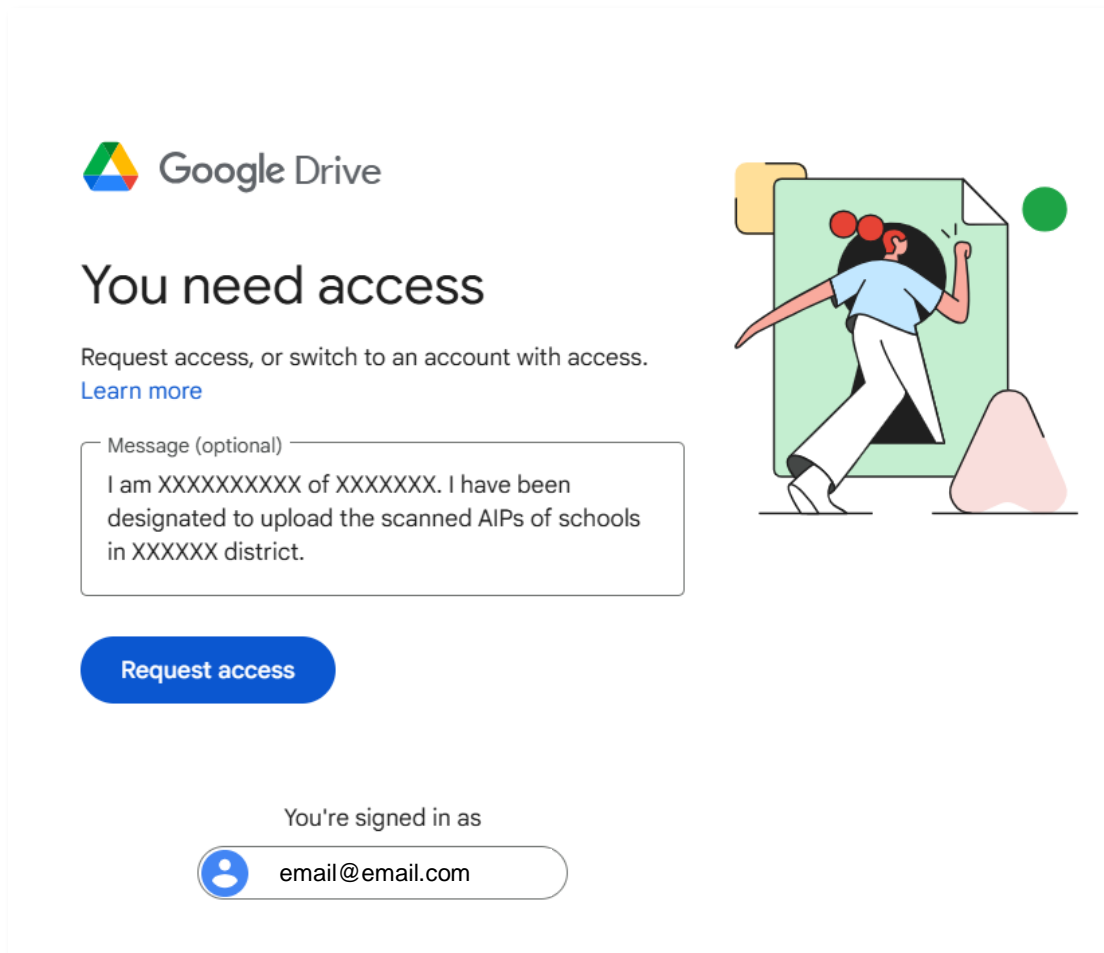 Google Drive
You need access
Request access, or switch to an account with access.
Learn more
Message (optional)
I am XXXXXXXXXX of XXXXXXX. I have been
designated to upload the scanned AIPs of schools
in XXXXXX district.
Request access
You're signed in as
email@email.com